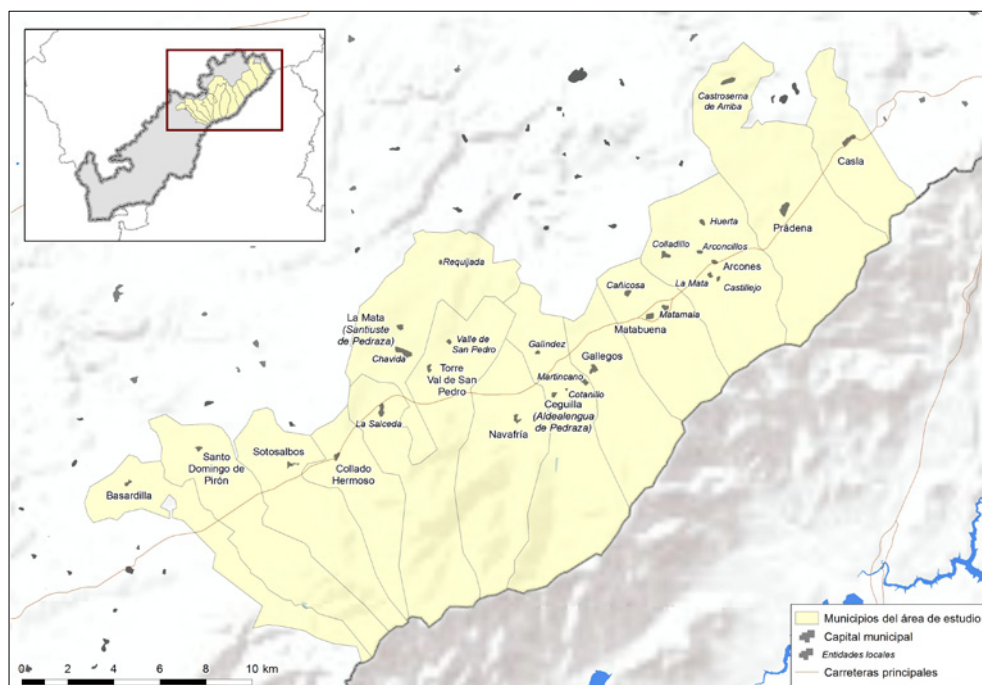 Castroserna
de Arriba
Casla
Prádena
Huerta
Colladillo
Arconcillos
Arcones
La Mata
Castillejo
Cañicosa
Matamala
Matabuena
Requijada
La Mata
(Santiuste
de Pedraza)
Chavida
Valle de
San Pedro
Torre
Val de San
Pedro
Galíndez
Gallegos
Martincano
Cotanillo
Ceguilla
(Aldealengua
de Pedraza)
Navafría
La Salceda
Collado
Hermoso
Sotosalbos
Santo
Domingo de
Pirón
Basardilla
0 2 4 6 8 10 km
Municipios del área de estudio
Capital municipal
Entidades locales
Carreteras principales